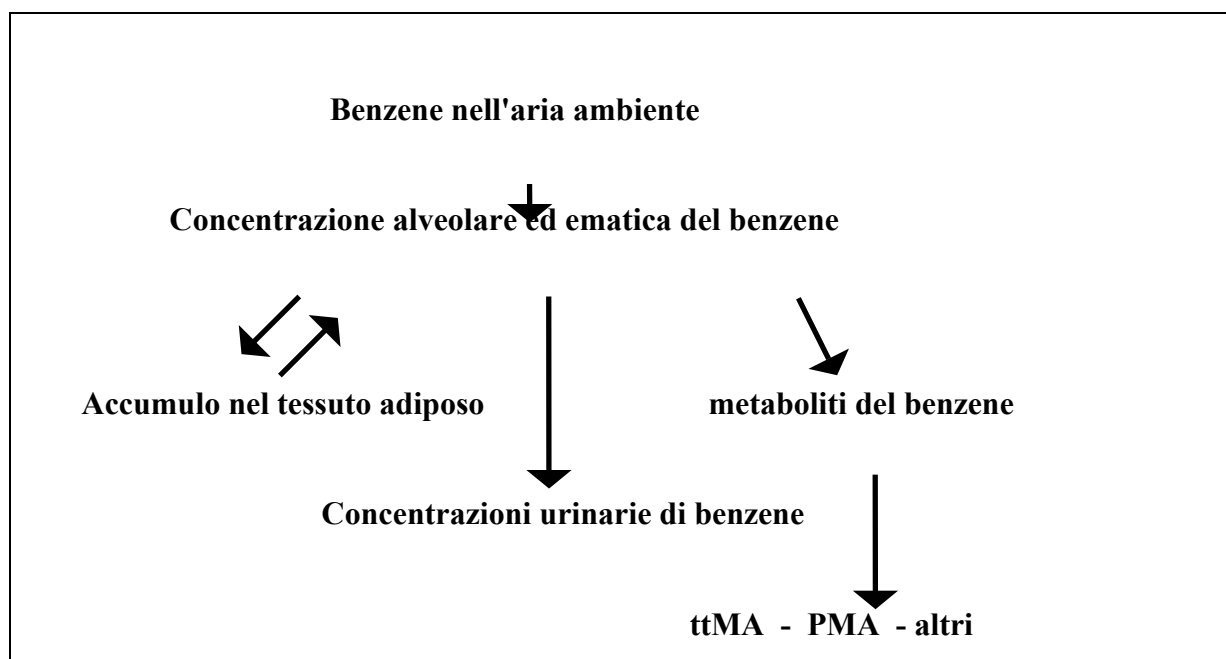 Benzene nell'aria ambiente
Concentrazione alveolare ed ematica del benzene
Accumulo nel tessuto adiposo metaboliti del benzene
Concentrazioni urinarie di benzene
ttMA - PMA - altri